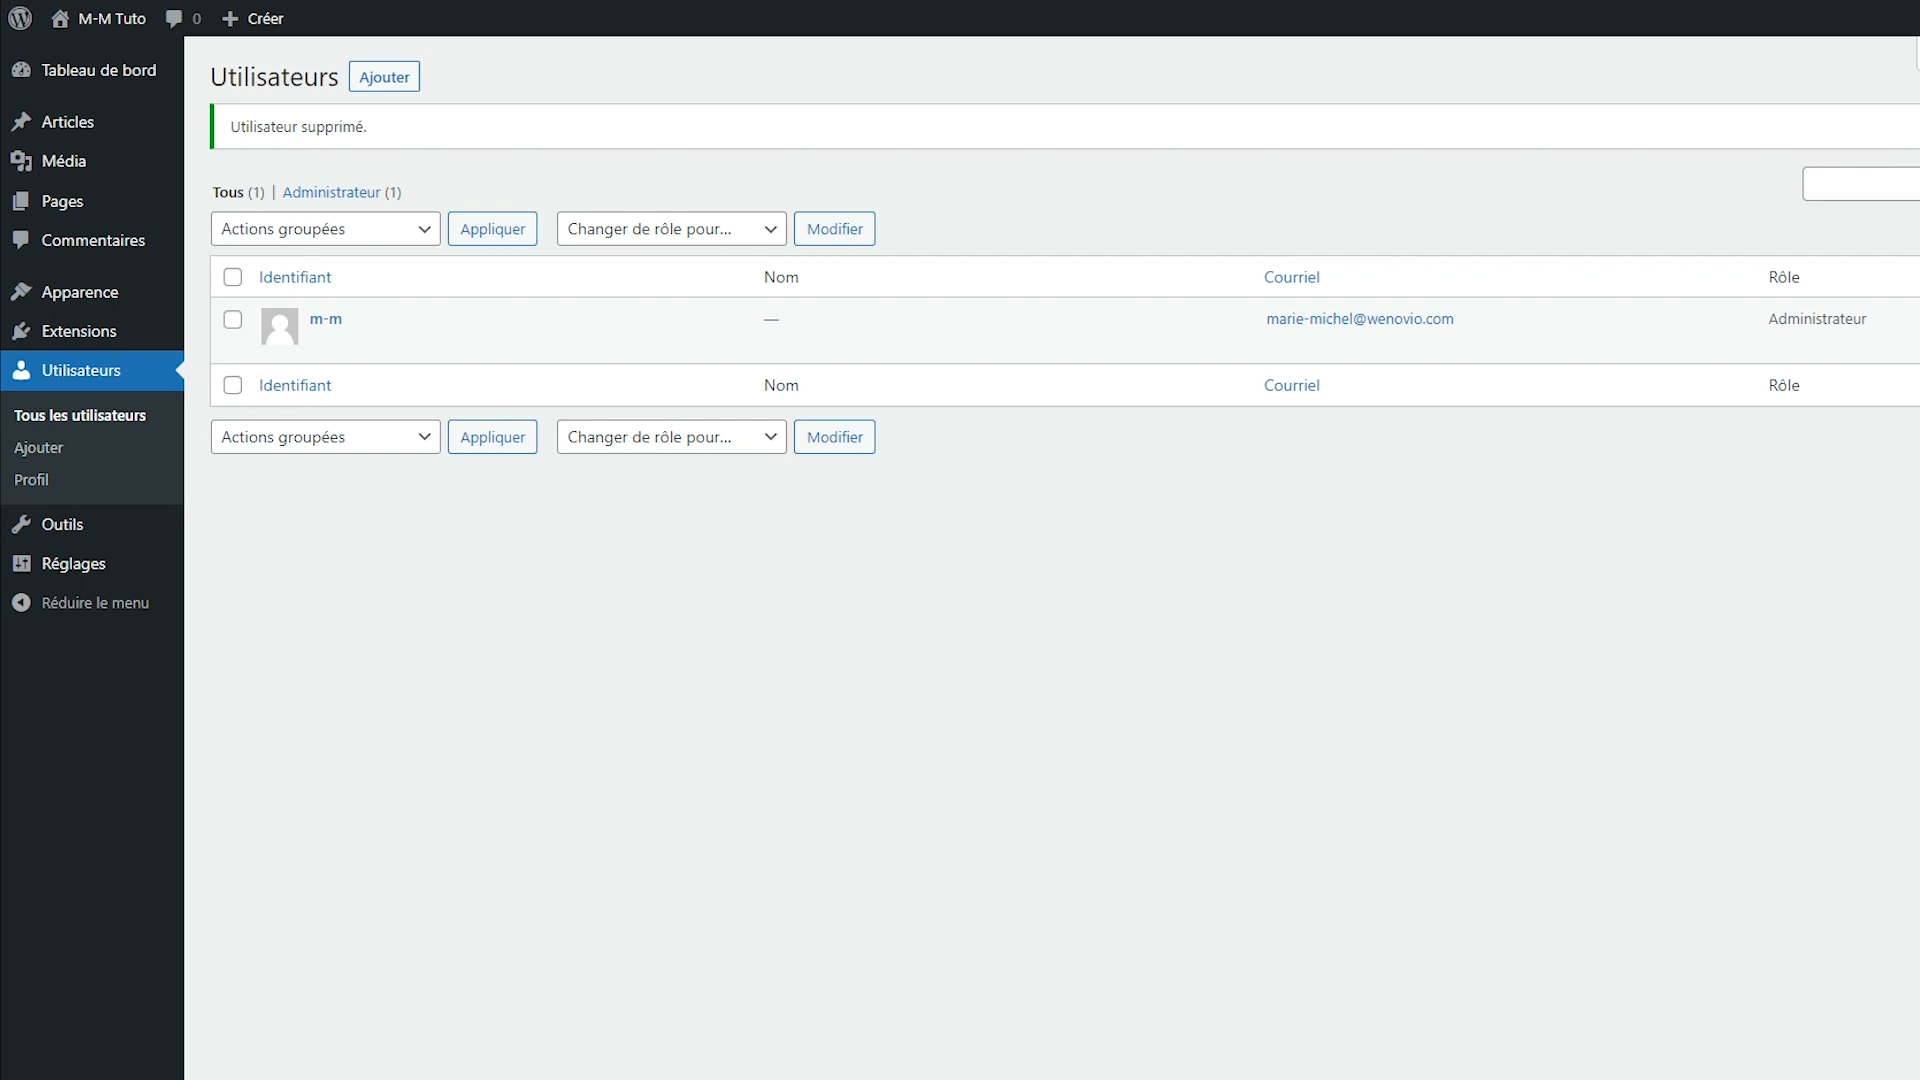 M-M Tuto 0 Créer
Tableau de bord
Articles
Média
Pages
Commentaires
Apparence
Extensions
Utilisateurs
Tous les utilisateurs
Ajouter
Profil
Outils
Réglages
Réduire le menu
Utilisateurs Ajouter
Utilisateur supprimé.
Tous (1) | Administrateur (1)
Actions groupées Appliquer Changer de rôle pour... Modifier
Identifiant Nom Courriel Rôle
m-m — marie-michel@wenovio.com Administrateur
Identifiant Nom Courriel Rôle
Actions groupées Appliquer Changer de rôle pour... Modifier